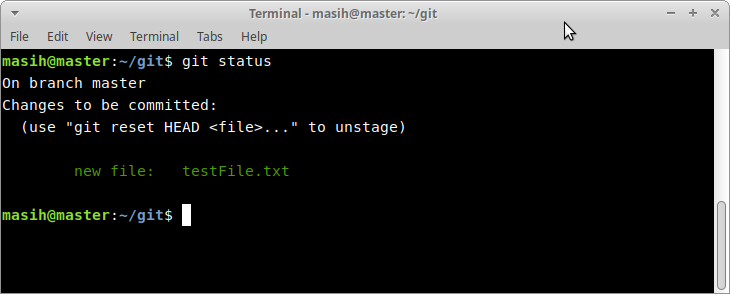 Terminal - masih@master: ~/git
File Edit View Terminal Tabs Help
masih@master:~/git$ git status
On branch master
Changes to be committed:
  (use "git reset HEAD <file>..." to unstage)
        new file:   testFile.txt
masih@master:~/git$